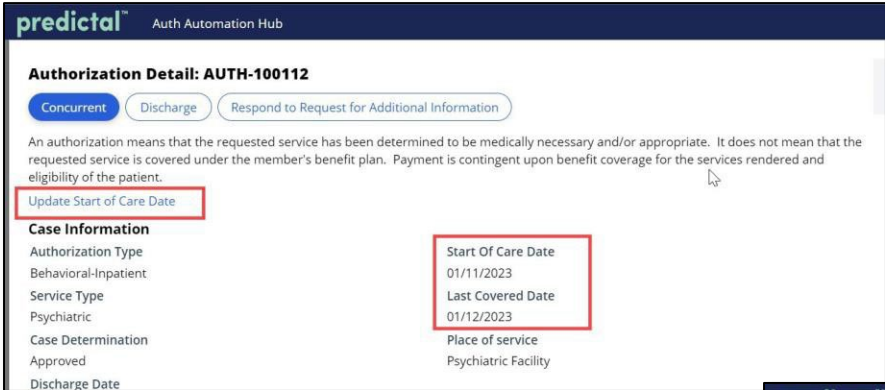 predictal™ Auth Automation Hub
Authorization Detail: AUTH-100112
Concurrent Discharge Respond to Request for Additional Information
An authorization means that the requested service has been determined to be medically necessary and/or appropriate. It does not mean that the
requested service is covered under the member's benefit plan. Payment is contingent upon benefit coverage for the services rendered and
eligibility of the patient.
Update Start of Care Date
Case Information
Authorization Type Start Of Care Date
Behavioral-Inpatient 01/11/2023
Service Type Last Covered Date
Psychiatric 01/12/2023
Case Determination Place of service
Approved Psychiatric Facility
Discharge Date